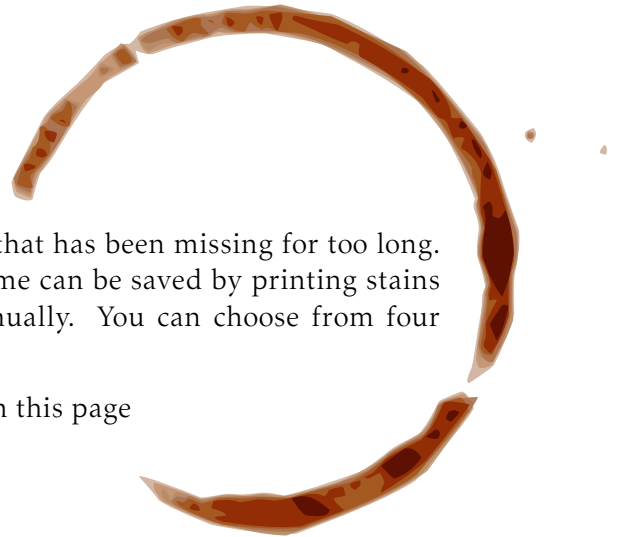 that has been missing for too long.
me can be saved by printing stains
nually. You can choose from four
this page